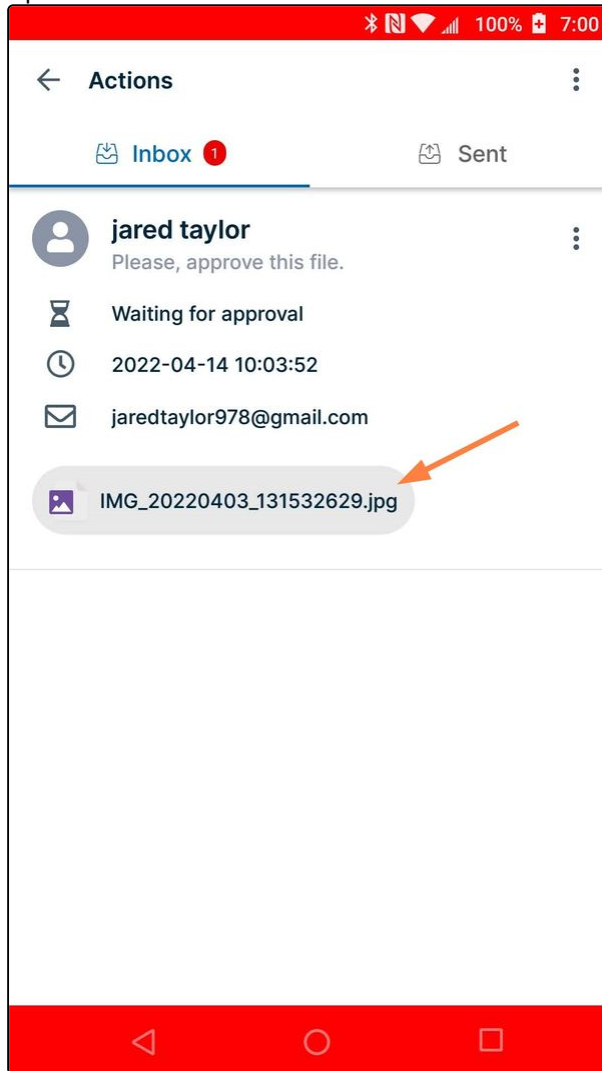 100% 7:00
Actions
Inbox 1 Sent
jared taylor
Please, approve this file.
Waiting for approval
2022-04-14 10:03:52
jaredtaylor978@gmail.com
IMG_20220403_131532629.jpg